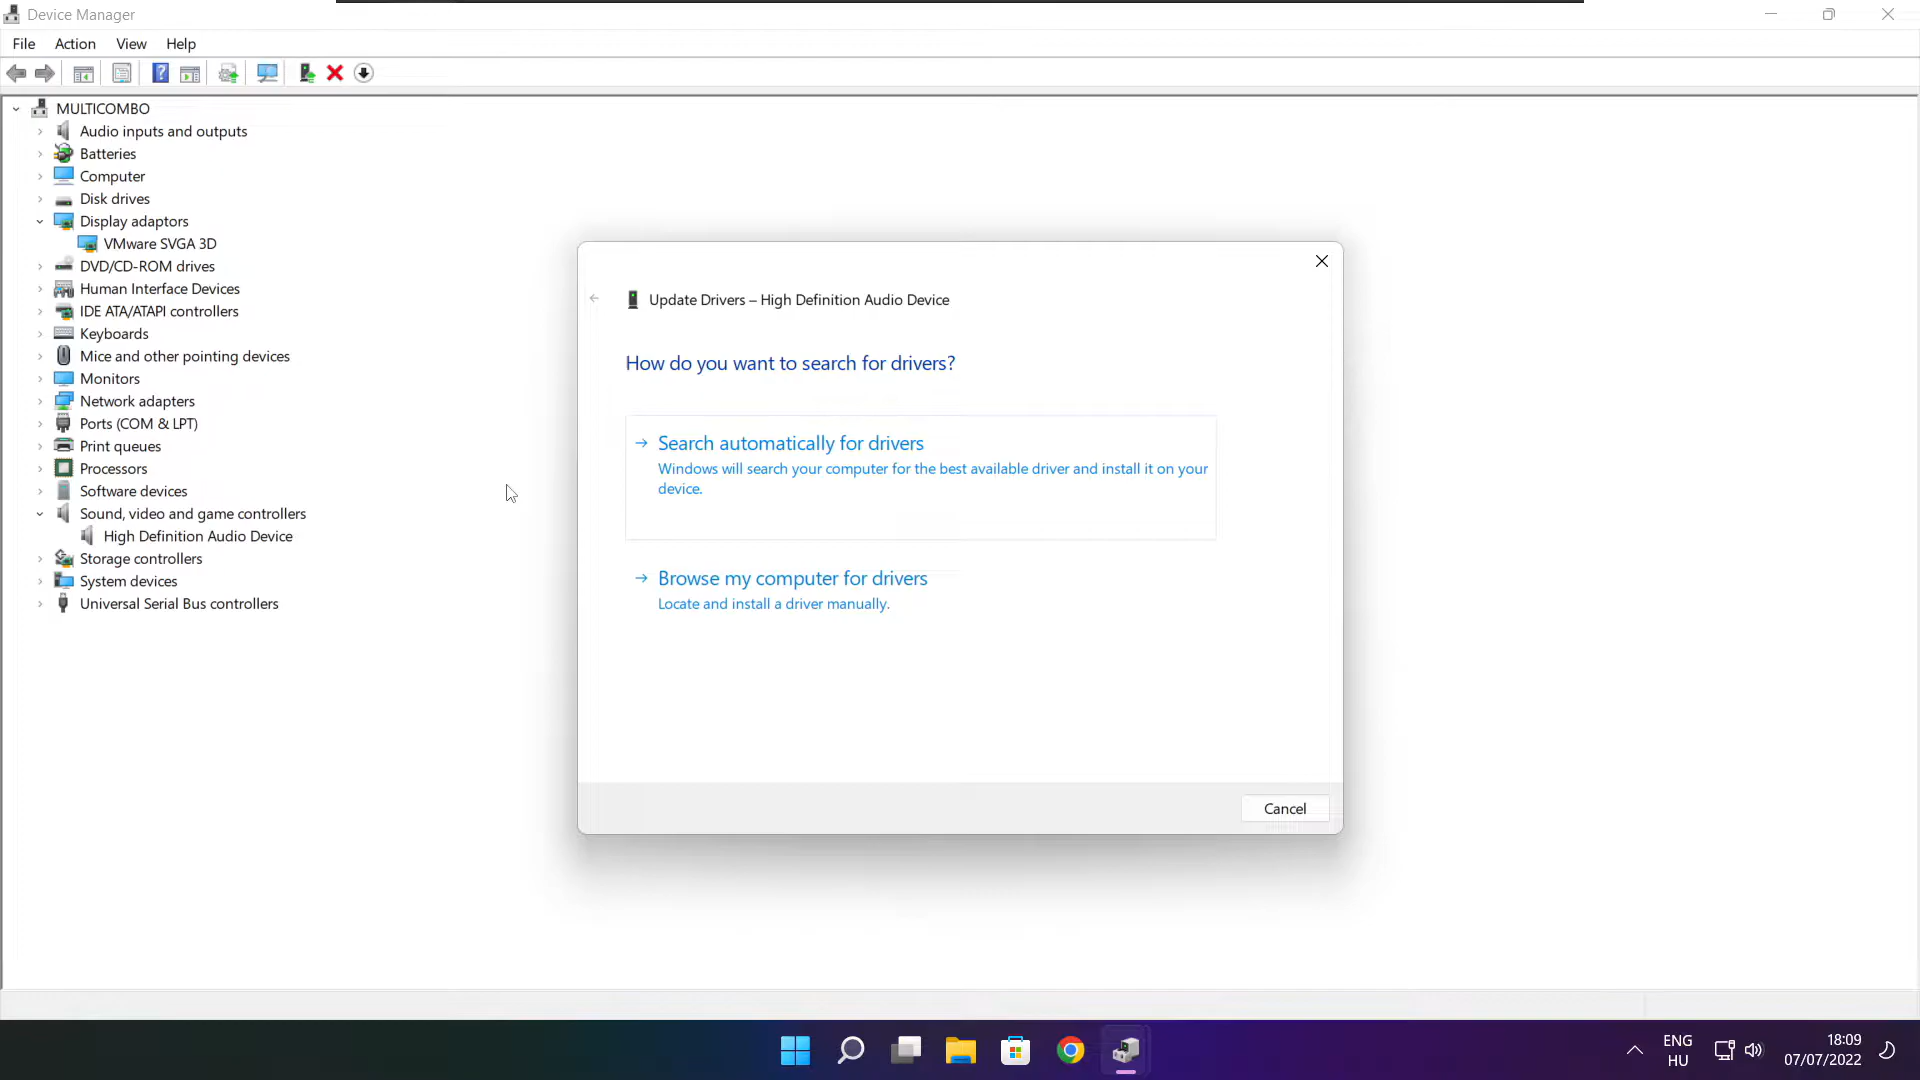 Device Manager
File Action View Help
MULTICOMBO
Audio inputs and outputs
Batteries
Computer
Disk drives
Display adaptors
VMware SVGA 3D
DVD/CD-ROM drives
Human Interface Devices
IDE ATA/ATAPI controllers
Keyboards
Mice and other pointing devices
Monitors
Network adapters
Ports (COM & LPT)
Print queues
Processors
Software devices
Sound, video and game controllers
High Definition Audio Device
Storage controllers
System devices
Universal Serial Bus controllers
Update Drivers – High Definition Audio Device
How do you want to search for drivers?
Search automatically for drivers
Windows will search your computer for the best available driver and install it on your
device.
Browse my computer for drivers
Locate and install a driver manually.
Cancel
ENG
HU
18:09
07/07/2022